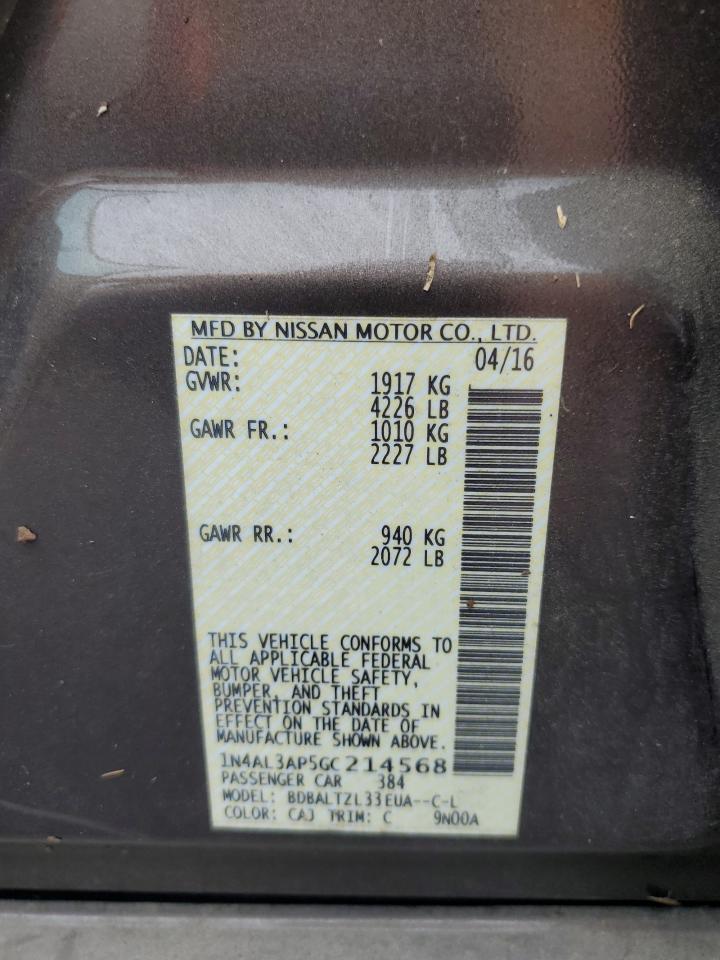 MFD BY NISSAN MOTOR CO., LTD.
DATE: 04/16
GVWR: 1917 KG
4226 LB
GAWR FR.: 1010 KG
2227 LB
GAWR RR.: 940 KG
2072 LB
THIS VEHICLE CONFORMS TO
ALL APPLICABLE FEDERAL
MOTOR VEHICLE SAFETY,
BUMPER, AND THEFT
PREVENTION STANDARDS IN
EFFECT ON THE DATE OF
MANUFACTURE SHOWN ABOVE.
1N4AL3AP5GC214568
PASSENGER CAR 384
MODEL: BDBALTZL33EUA--C-L
COLOR: CAJ TRIM: C 9N00A